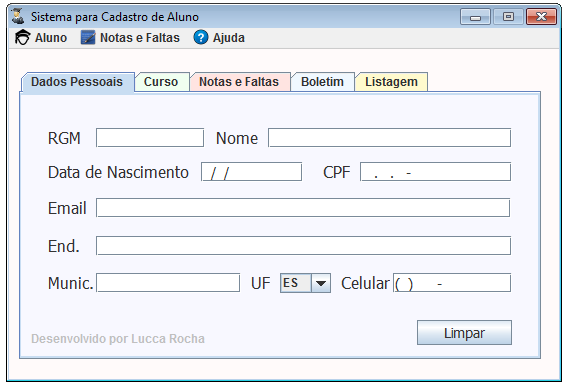 Sistema para Cadastro de Aluno
Aluno Notas e Faltas Ajuda
Dados Pessoais Curso Notas e Faltas Boletim Listagem
RGM Nome
Data de Nascimento / / CPF . . -
Email
End.
Munic. UF ES Celular ( ) -
Desenvolvido por Lucca Rocha Limpar